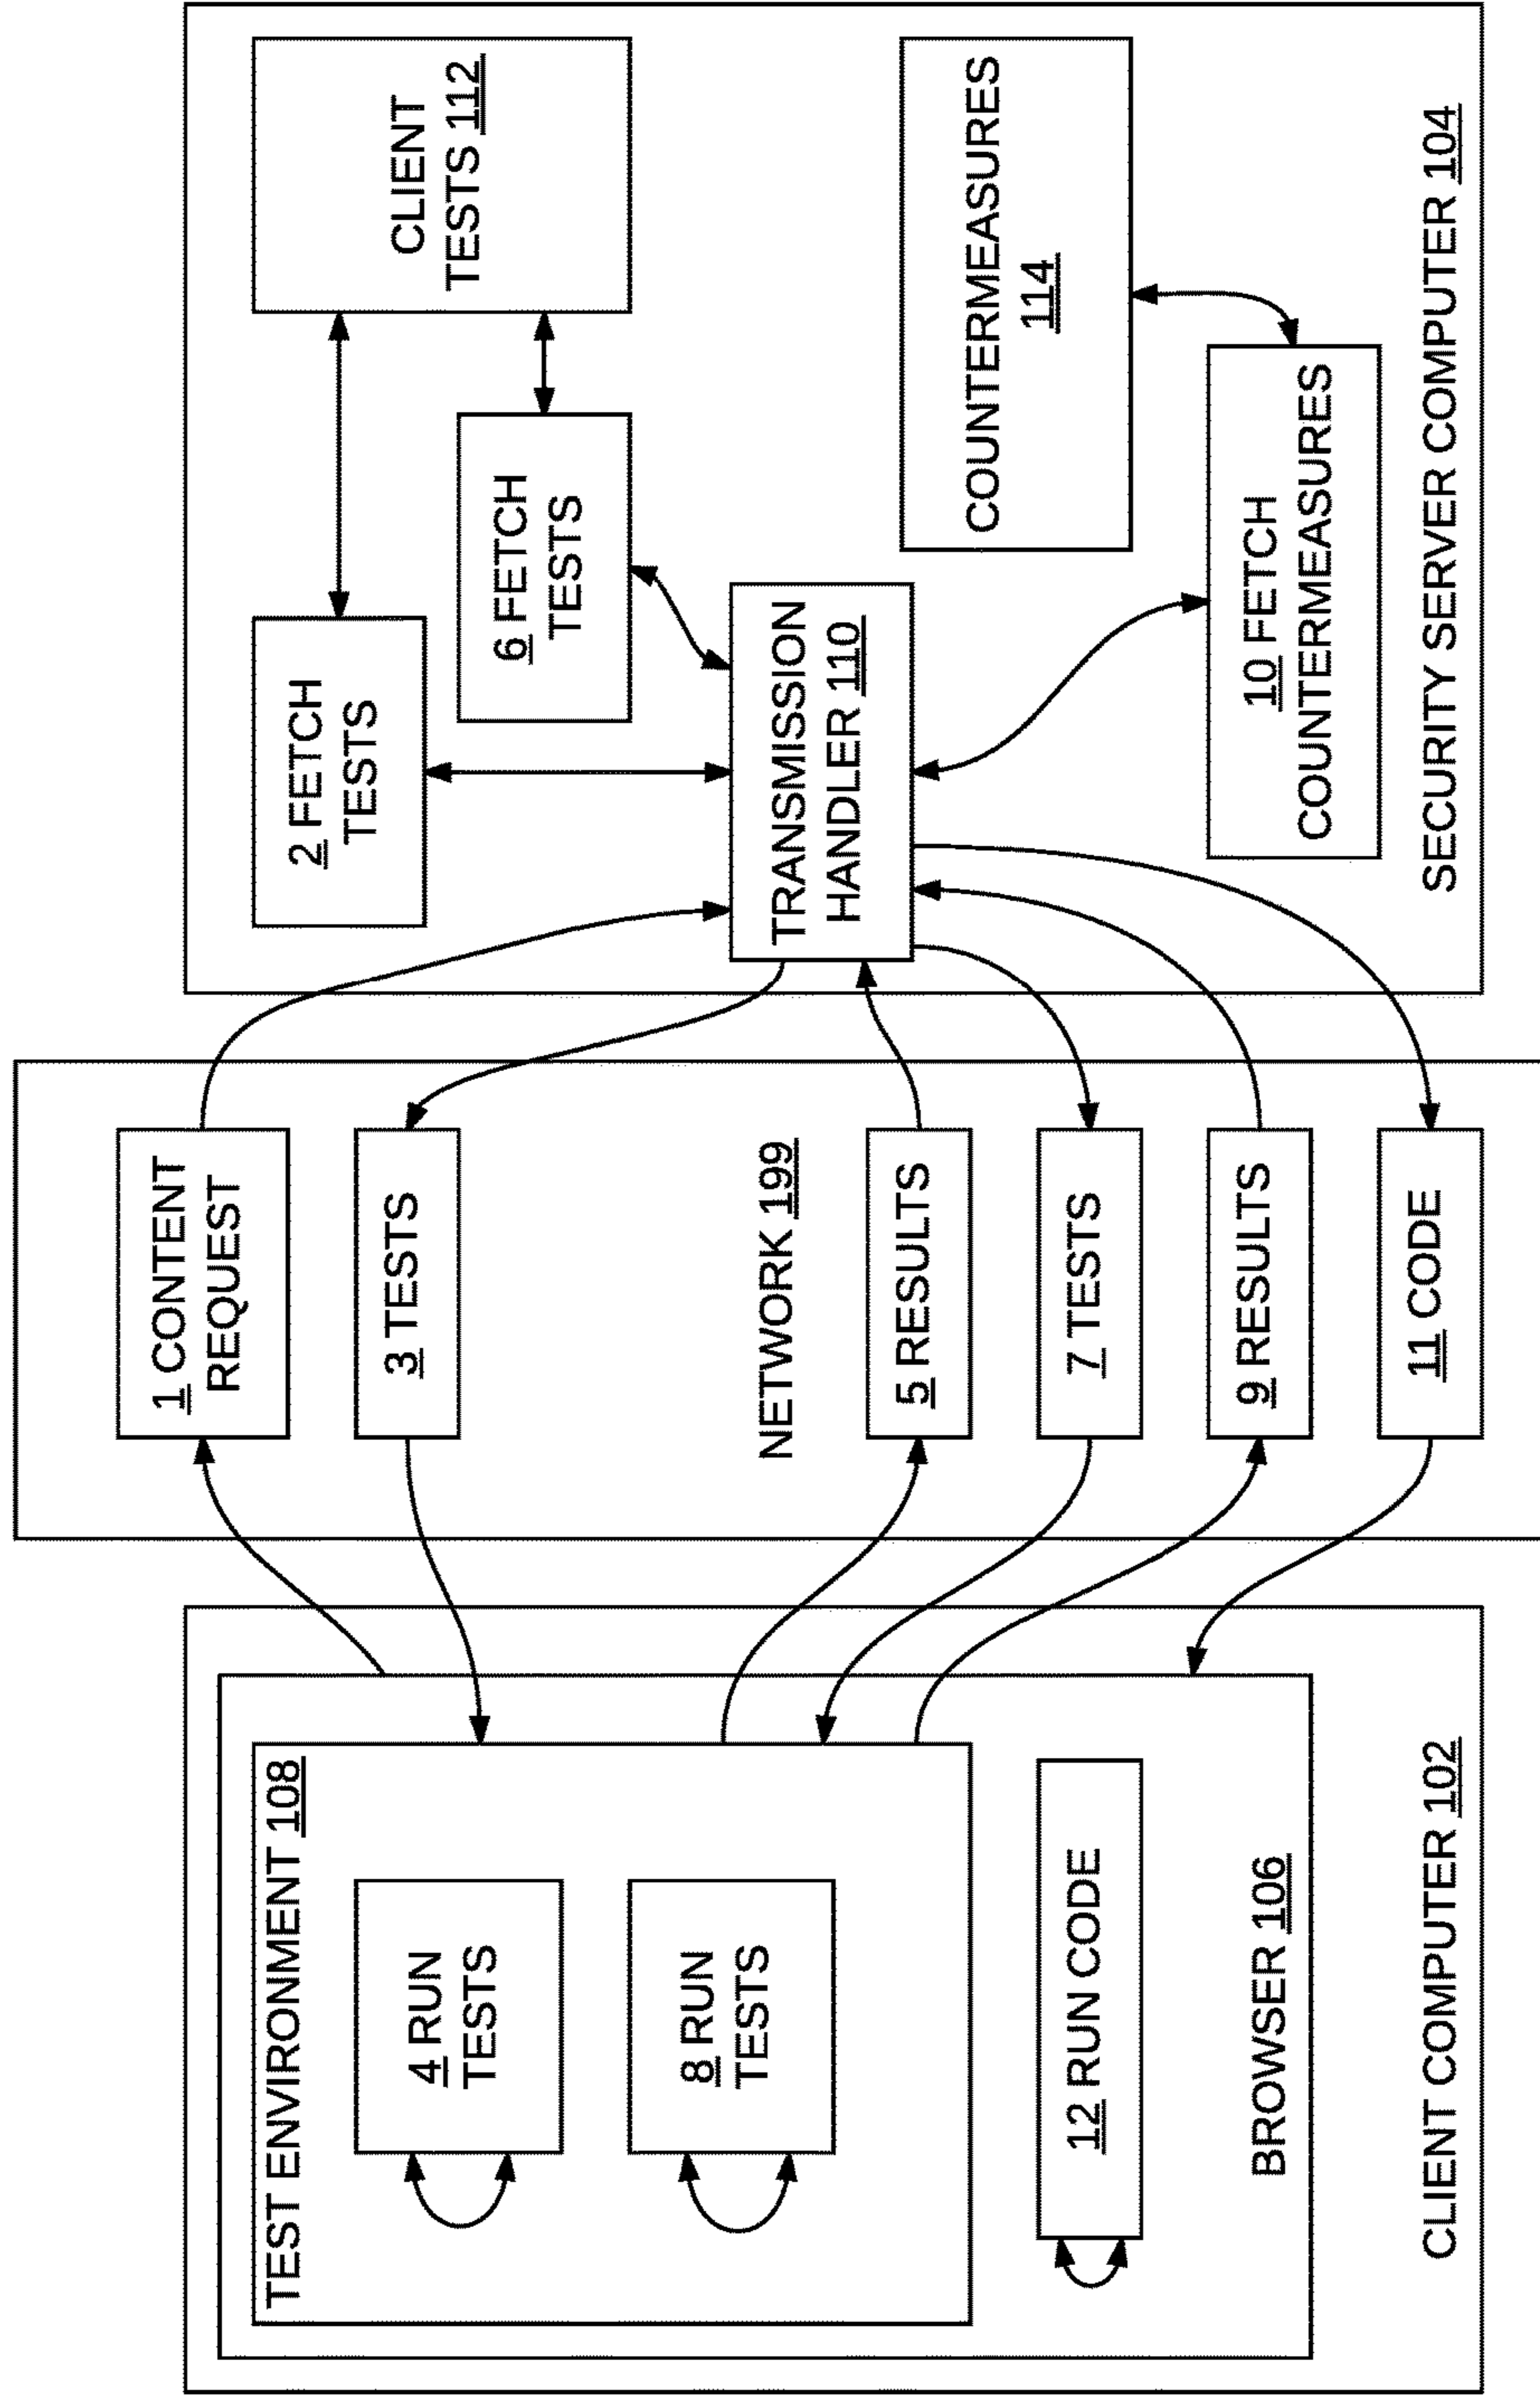 TEST ENVIRONMENT 108
4 RUN
TESTS
8 RUN
TESTS
12 RUN CODE
BROWSER 106
CLIENT COMPUTER 102
1 CONTENT
REQUEST
3 TESTS
NETWORK 199
5 RESULTS
7 TESTS
9 RESULTS
11 CODE
2 FETCH
TESTS
CLIENT
TESTS 112
6 FETCH
TESTS
TRANSMISSION
HANDLER 110
COUNTERMEASURES
114
10 FETCH
COUNTERMEASURES
SECURITY SERVER COMPUTER 104